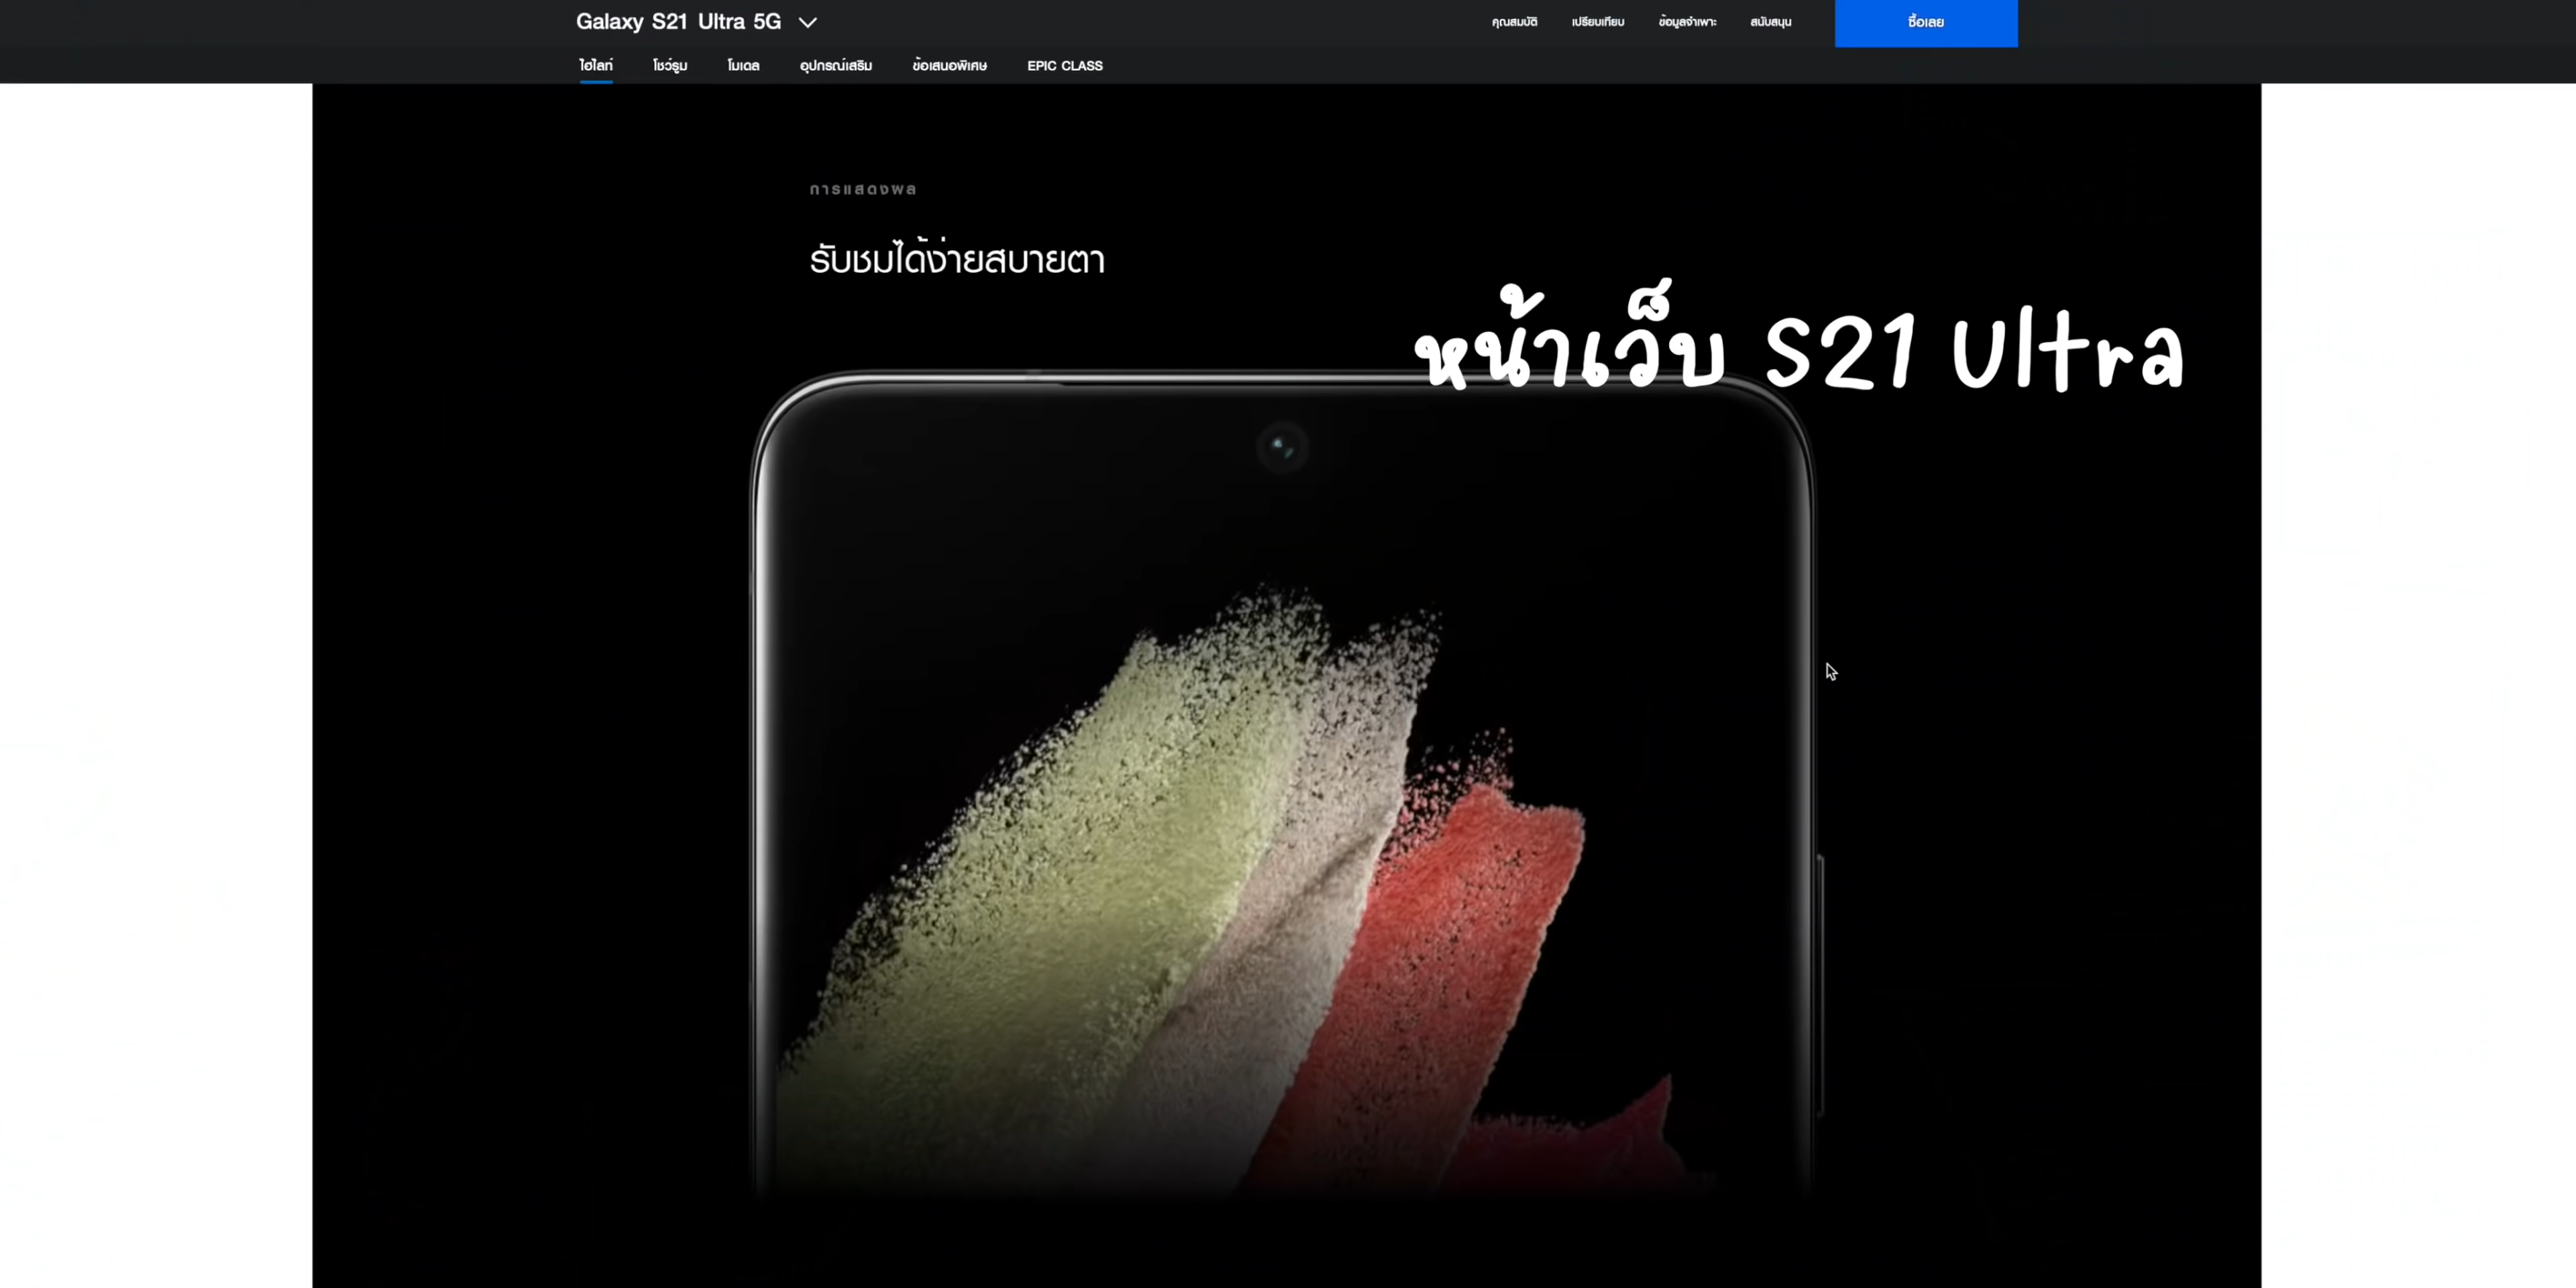 Galaxy S21 Ultra 5G
คุณสมบัติ เปรียบเทียบ ข้อมูลจำเพาะ สนับสนุน ซื้อเลย
ไฮไลท์ โชว์รูม โมเดล อุปกรณ์เสริม ข้อเสนอพิเศษ EPIC CLASS
การแสดงผล
รับชมได้ง่ายสบายตา
หน้าเว็บ S21 Ultra